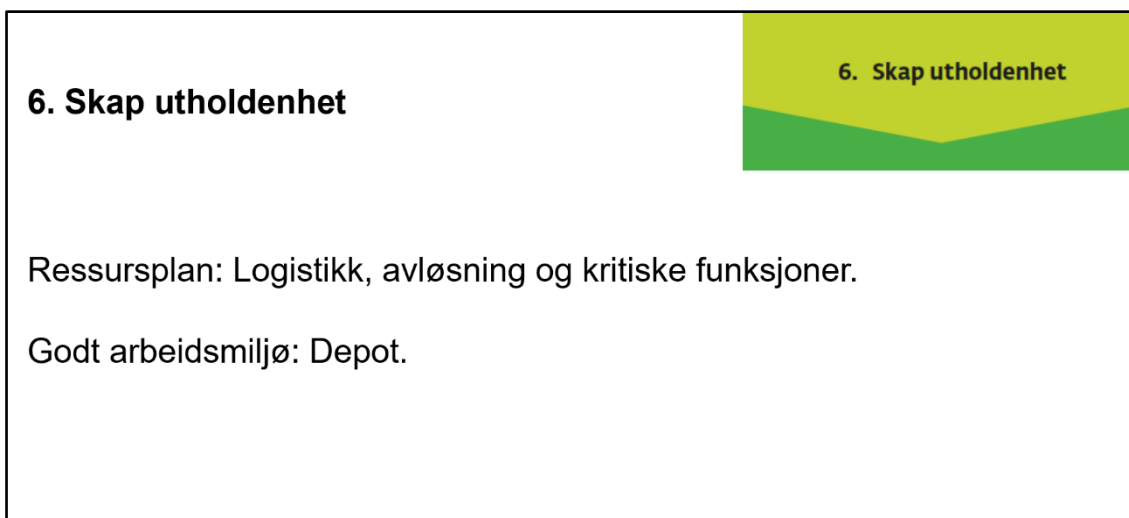 6. Skap utholdenhet
6. Skap utholdenhet
Ressursplan: Logistikk, avløsning og kritiske funksjoner.
Godt arbeidsmiljø: Depot.